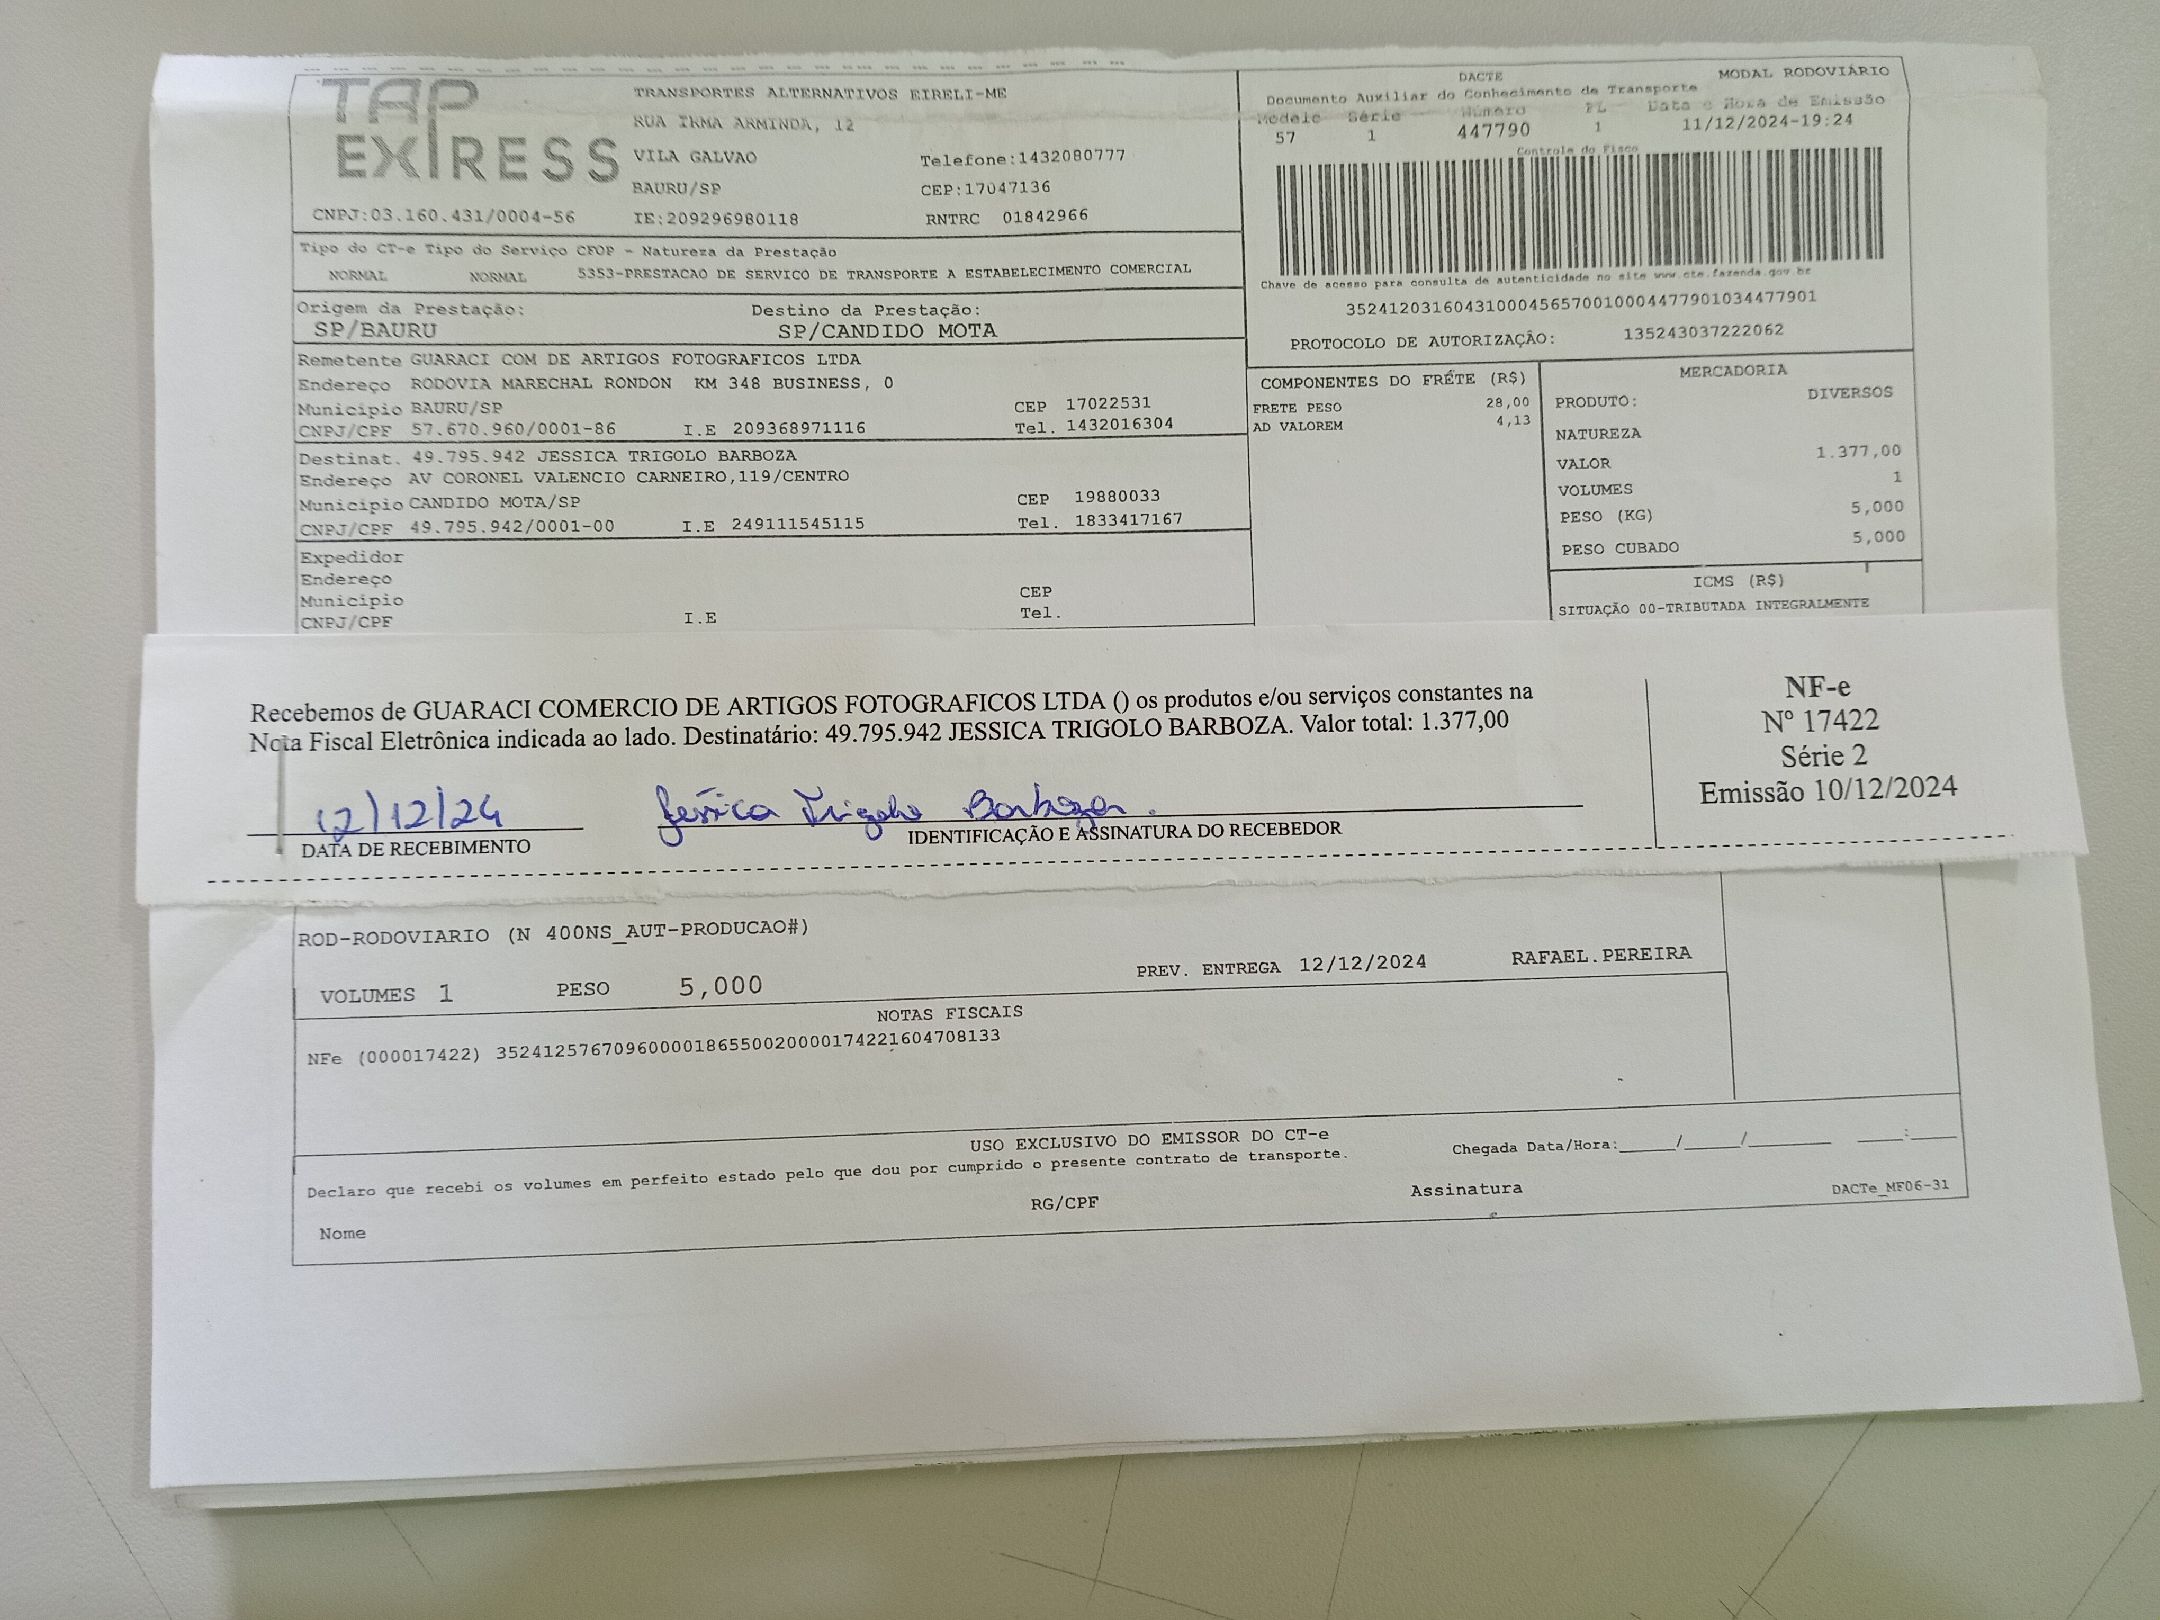 TAP
EXPRESS
TRANSPORTES ALTERNATIVOS EIRELI-ME
RUA IRMA ARMINDA, 12
VILA GALVAO Telefone:1432080777
BAURU/SP CEP:17047136
CNPJ:03.160.431/0004-56 IE:209296980118 RNTRC 01842966
DACTE MODAL RODOVIÁRIO
Documento Auxiliar do Conhecimento de Transporte
Modelo Série Número FL Data e Hora de Emissão
57 1 447790 1 11/12/2024-19:24
Controle do Fisco
Chave de acesso para consulta de autenticidade no site www.cte.fazenda.gov br
35241203160431000456570010004477901034477901
PROTOCOLO DE AUTORIZAÇÃO: 135243037222062
Tipo do CT-e Tipo do Serviço CFOP - Natureza da Prestação
NORMAL NORMAL 5353-PRESTACAO DE SERVICO DE TRANSPORTE A ESTABELECIMENTO COMERCIAL
Origem da Prestação: Destino da Prestação:
SP/BAURU SP/CANDIDO MOTA
Remetente GUARACI COM DE ARTIGOS FOTOGRAFICOS LTDA
Endereço RODOVIA MARECHAL RONDON KM 348 BUSINESS, 0
Município BAURU/SP CEP 17022531
CNPJ/CPF 57.670.960/0001-86 I.E 209368971116 Tel. 1432016304
Destinat. 49.795.942 JESSICA TRIGOLO BARBOZA
Endereço AV CORONEL VALENCIO CARNEIRO,119/CENTRO
Município CANDIDO MOTA/SP CEP 19880033
CNPJ/CPF 49.795.942/0001-00 I.E 249111545115 Tel. 1833417167
Expedidor
Endereço
Município CEP
CNPJ/CPF I.E Tel.
COMPONENTES DO FRÉTE (R$)
FRETE PESO 28,00
AD VALOREM 4,13
MERCADORIA
PRODUTO: DIVERSOS
NATUREZA
VALOR 1.377,00
VOLUMES 1
PESO (KG) 5,000
PESO CUBADO 5,000
ICMS (R$)
SITUAÇÃO 00-TRIBUTADA INTEGRALMENTE
Recebemos de GUARACI COMERCIO DE ARTIGOS FOTOGRAFICOS LTDA () os produtos e/ou serviços constantes na
Nota Fiscal Eletrônica indicada ao lado. Destinatário: 49.795.942 JESSICA TRIGOLO BARBOZA. Valor total: 1.377,00
12/12/24 Jessica Trigolo Barboza.
DATA DE RECEBIMENTO IDENTIFICAÇÃO E ASSINATURA DO RECEBEDOR
NF-e
Nº 17422
Série 2
Emissão 10/12/2024
ROD-RODOVIARIO (N 400NS_AUT-PRODUCAO#)
VOLUMES 1 PESO 5,000 PREV. ENTREGA 12/12/2024 RAFAEL.PEREIRA
NOTAS FISCAIS
NFe (000017422) 35241257670960000186550020000174221604708133
USO EXCLUSIVO DO EMISSOR DO CT-e
Declaro que recebi os volumes em perfeito estado pelo que dou por cumprido o presente contrato de transporte.
Chegada Data/Hora:____/____/______ ___:___
Nome RG/CPF Assinatura DACTe_MF06-31